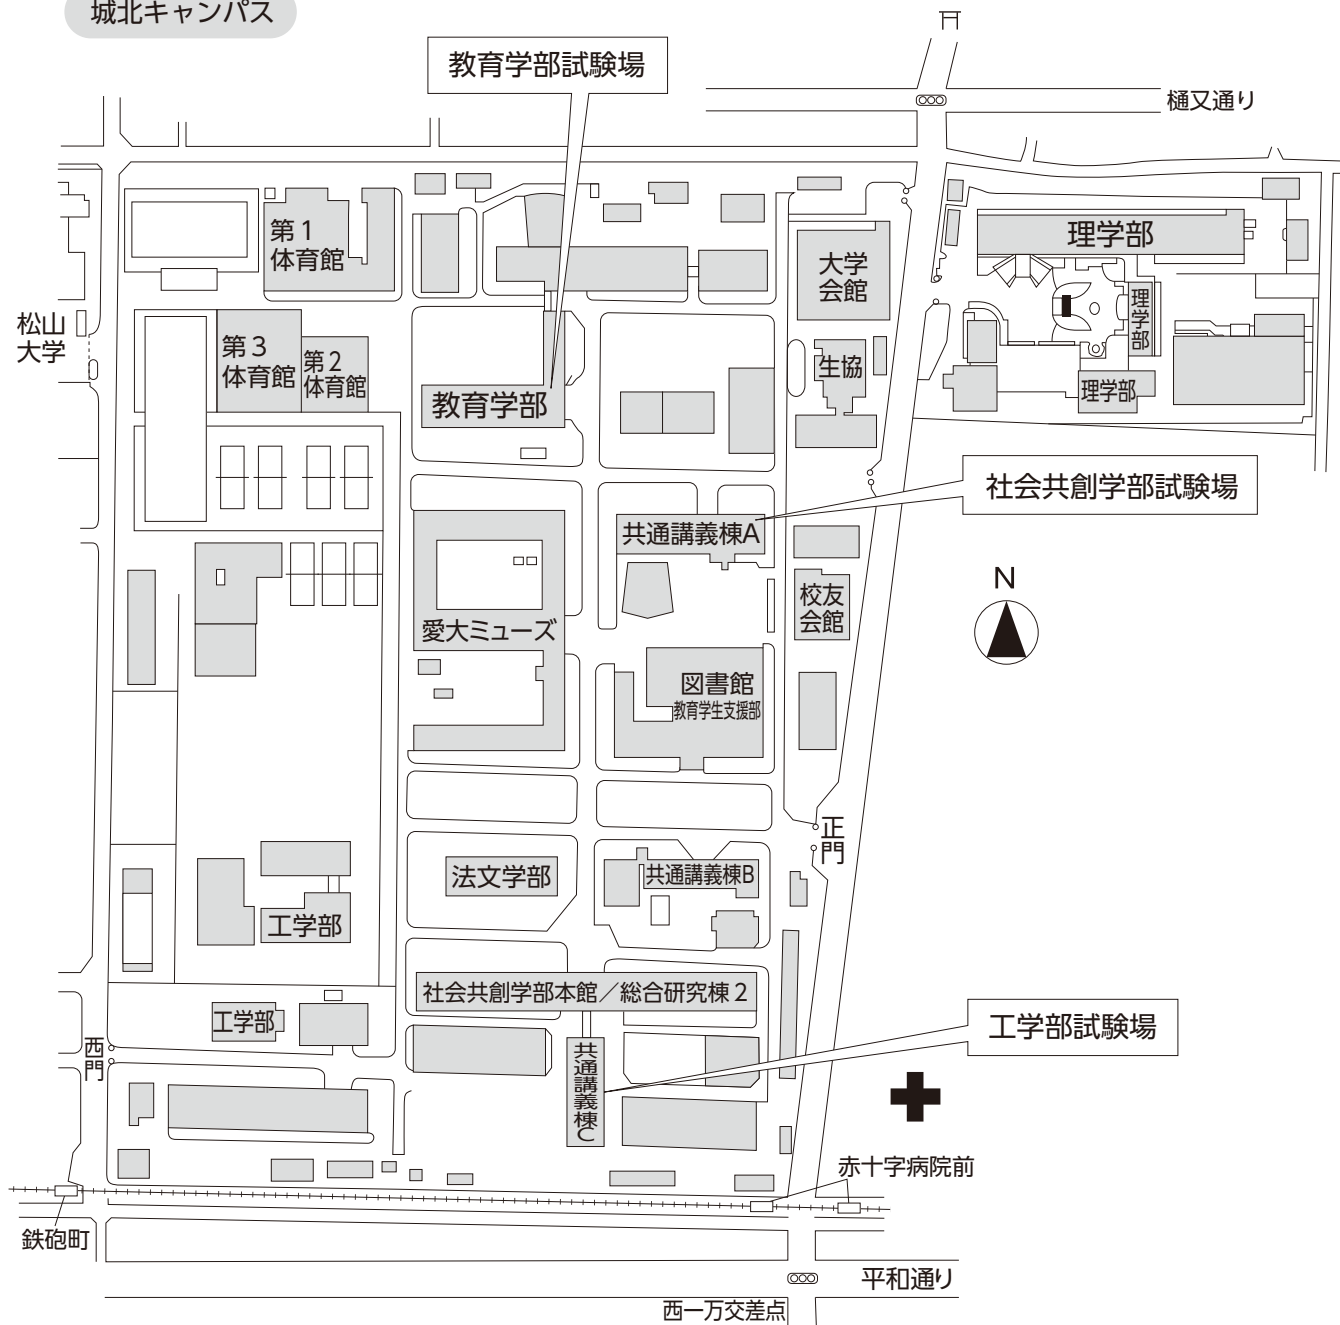 城北キャンパス
教育学部試験場
樋又通り
第1
体育館
大学
会館
理学部
理学部
松山
大学
第3
体育館
第2
体育館
生協
理学部
教育学部
社会共創学部試験場
共通講義棟A
N
校友
会館
愛大ミューズ
図書館
教育学生支援部
正門
法文学部
共通講義棟B
工学部
社会共創学部本館／総合研究棟2
工学部
工学部試験場
西門
共通講義棟C
赤十字病院前
鉄砲町
平和通り
西一万交差点